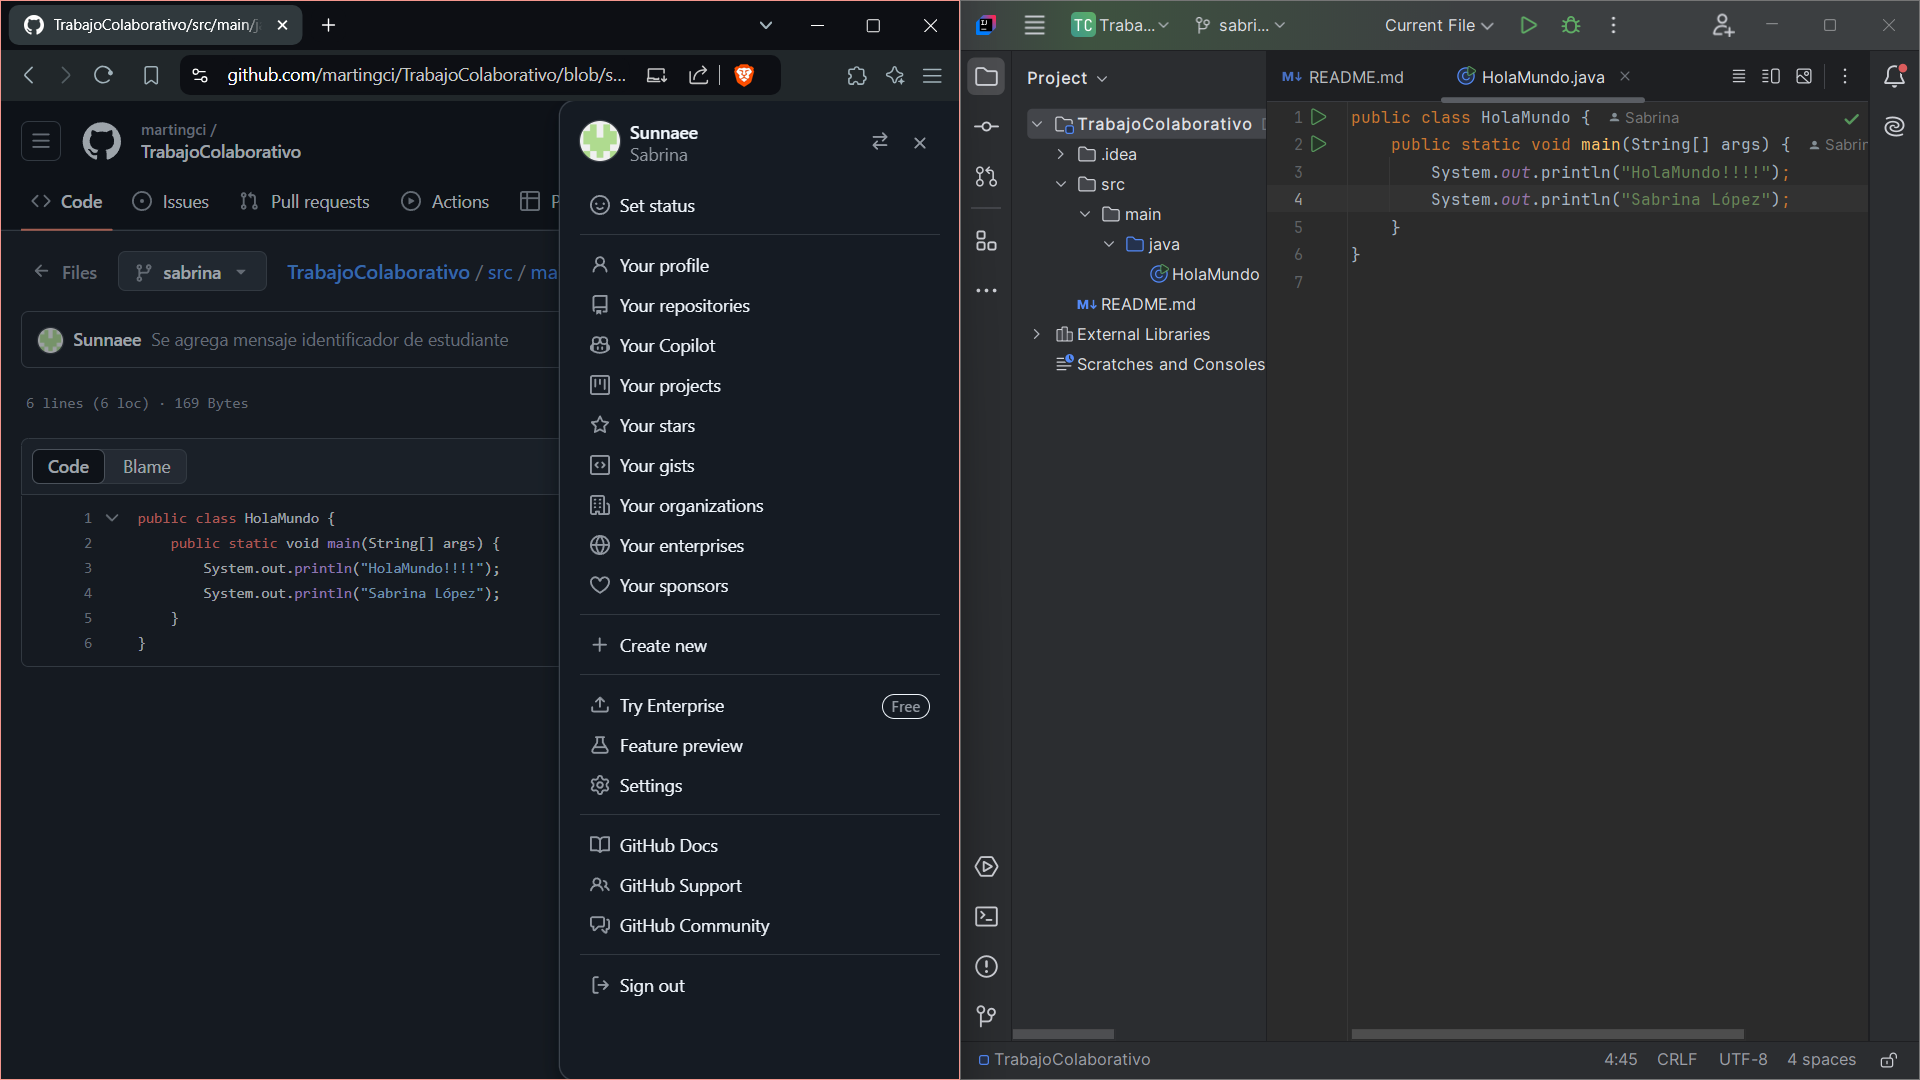 TrabajoColaborativo/src/main/j
github.com/martingci/TrabajoColaborativo/blob/s...
martingci /
TrabajoColaborativo
Code
Issues
Pull requests
Actions
P
Files
sabrina
TrabajoColaborativo / src / ma
Sunnaee Se agrega mensaje identificador de estudiante
6 lines (6 loc) · 169 Bytes
Code
Blame
1 public class HolaMundo {
2 public static void main(String[] args) {
3 System.out.println("HolaMundo!!!!");
4 System.out.println("Sabrina López");
5 }
6 }
Sunnaee
Sabrina
Set status
Your profile
Your repositories
Your Copilot
Your projects
Your stars
Your gists
Your organizations
Your enterprises
Your sponsors
Create new
Try Enterprise
Free
Feature preview
Settings
GitHub Docs
GitHub Support
GitHub Community
Sign out
TC Traba...
sabri...
Current File
Project
TrabajoColaborativo
.idea
src
main
java
HolaMundo
M↓ README.md
External Libraries
Scratches and Consoles
M↓ README.md
HolaMundo.java
1 public class HolaMundo { Sabrina
2 public static void main(String[] args) { Sabrin
3 System.out.println("HolaMundo!!!!");
4 System.out.println("Sabrina López");
5 }
6 }
7
TrabajoColaborativo
4:45 CRLF UTF-8 4 spaces